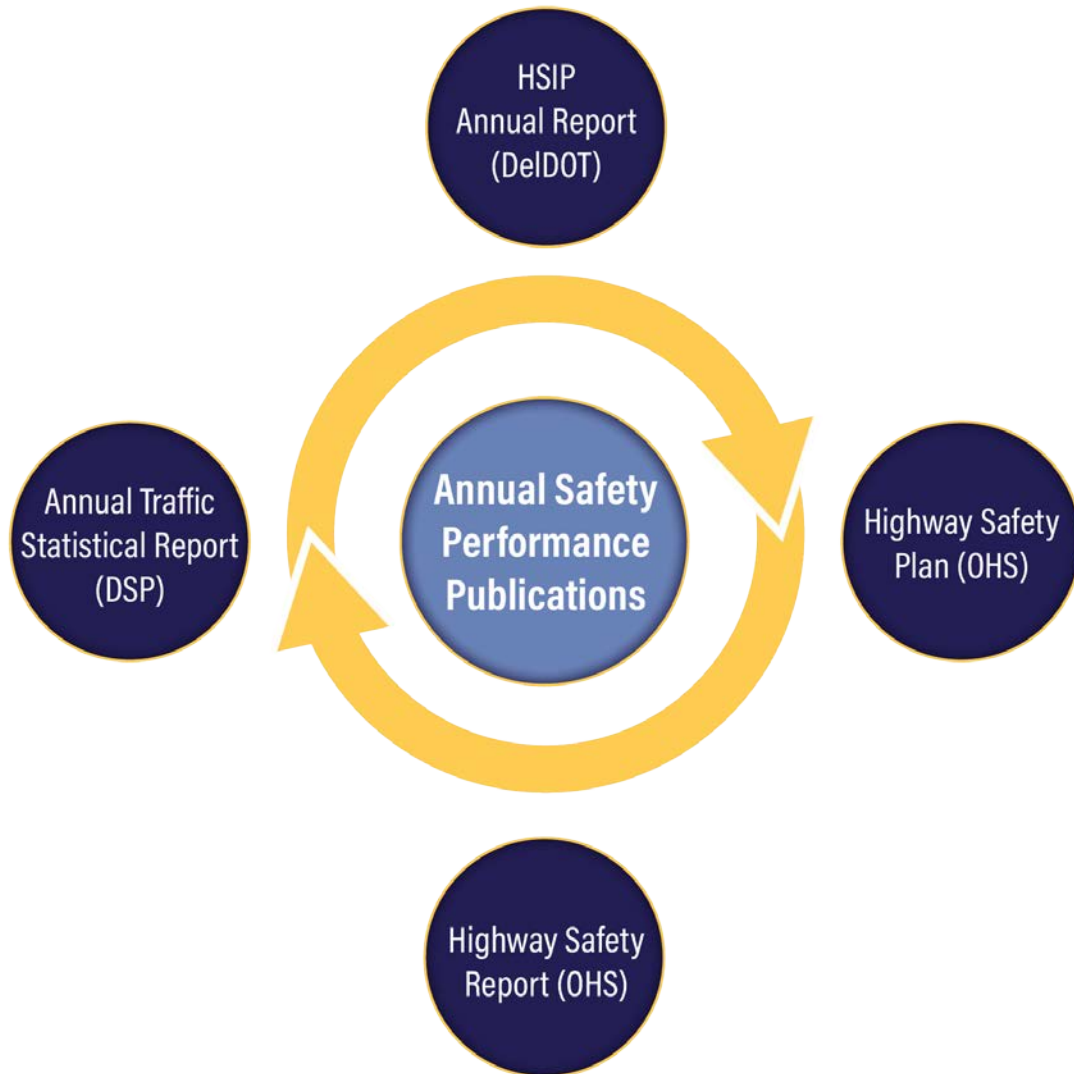 HSIP
Annual Report
(DelDOT)
Annual Safety
Performance
Publications
Annual Traffic
Statistical Report
(DSP)
Highway Safety
Plan (OHS)
Highway Safety
Report (OHS)